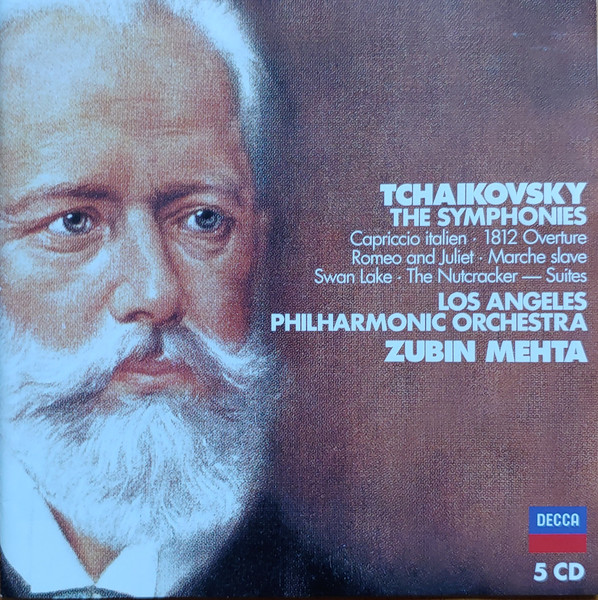 TCHAIKOVSKY
THE SYMPHONIES
Capriccio italien · 1812 Overture
Romeo and Juliet · Marche slave
Swan Lake · The Nutcracker — Suites
LOS ANGELES
PHILHARMONIC ORCHESTRA
ZUBIN MEHTA
DECCA
5 CD